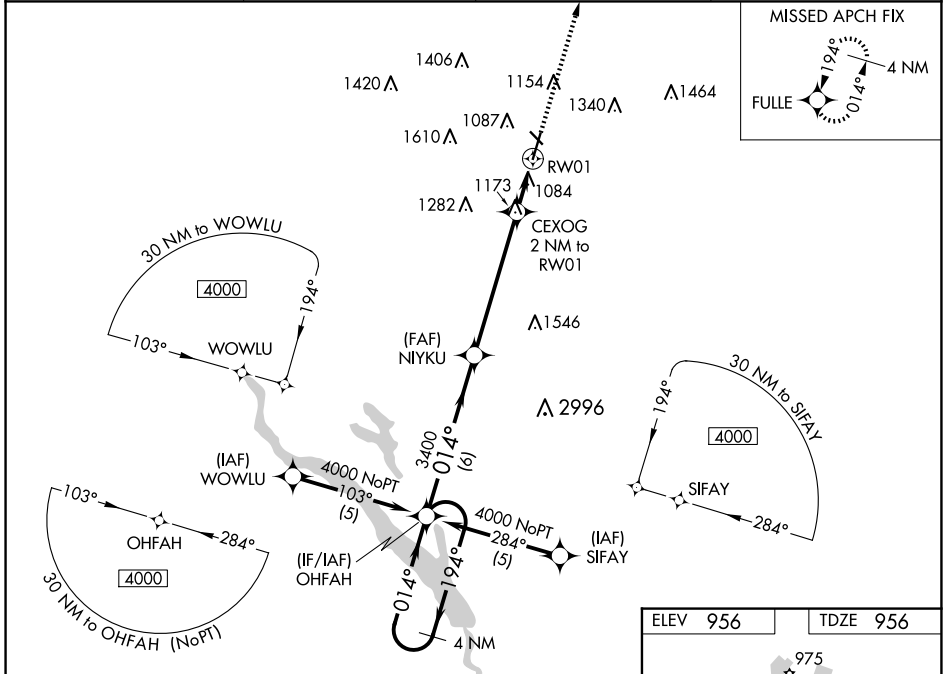 MISSED APCH FIX
194°
4 NM
014°
FULLE
1406
1420
1154
1340
1464
1087
1610
RW01
1173
1084
1282
CEXOG
2 NM to
RW01
30 NM to WOWLU
4000
194°
103°
WOWLU
1546
(FAF)
NIYKU
2996
30 NM to SIFAY
194°
4000
SIFAY
284°
3400
014°
(6)
(IAF)
WOWLU
4000 NoPT
103°
(5)
4000 NoPT
284°
(5)
(IAF)
SIFAY
(IF/IAF)
OHFAH
014°
194°
4 NM
103°
OHFAH
284°
4000
30 NM to OHFAH (NoPT)
ELEV 956
TDZE 956
975